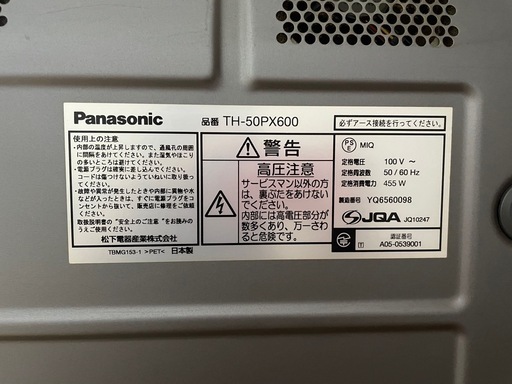 Panasonic
品番 TH-50PX600
必ずアース接続を行ってください。
使用上の注意
・内部の温度が上昇しますので、通風孔の周囲
に間隔をあけてください。また湿気やほこり
の多いところは避けてください。
・電源プラグは確実に差し込んでください。
コードは傷つけないようていねいに取り扱って
ください。
・故障や異常が発生したり、内部に異物や水な
どが入ったときは、すぐに電源プラグをコンセ
ントから抜いて、販売店に修理をご依頼くだ
さい。
取扱説明書の"安全上のご注意"をお読みの
うえご使用ください。
松下電器産業株式会社
TBMG153-1 >PET< 日本製
警告
高圧注意
サービスマン以外の方
は、裏ぶたをあけないで
ください。
内部には高電圧部分が
数多くあり、万一さわる
と危険です。
PS
E
MIQ
定格電圧: 100 V ～
定格周波数: 50 / 60 Hz
定格消費電力: 455 W
製造番号 YQ6560098
JQA JQ10247
認証番号
T A05-0539001